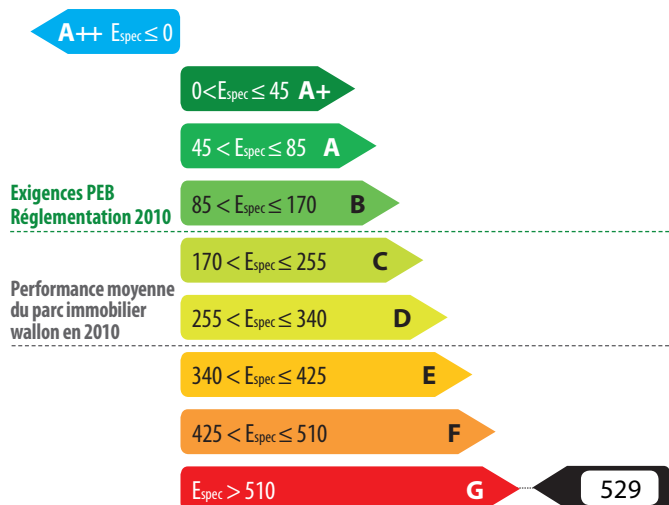 A++ Espec ≤ 0
0<Espec ≤ 45 A+
45 < Espec ≤ 85 A
Exigences PEB
Réglementation 2010
85 < Espec ≤ 170 B
170 < Espec ≤ 255 C
Performance moyenne
du parc immobilier
wallon en 2010
255 < Espec ≤ 340 D
340 < Espec ≤ 425 E
425 < Espec ≤ 510 F
Espec > 510 G 529